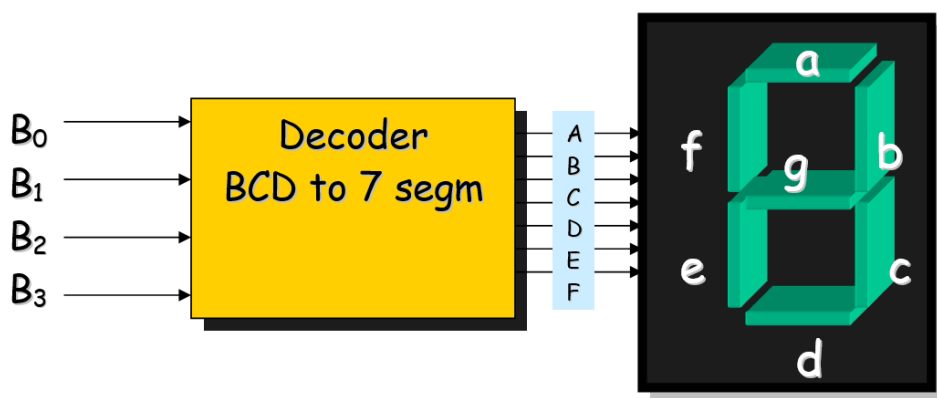 B₀
B₁
B₂
B₃
Decoder
BCD to 7 segm
A
B
C
D
E
F
a
f
b
g
e
c
d